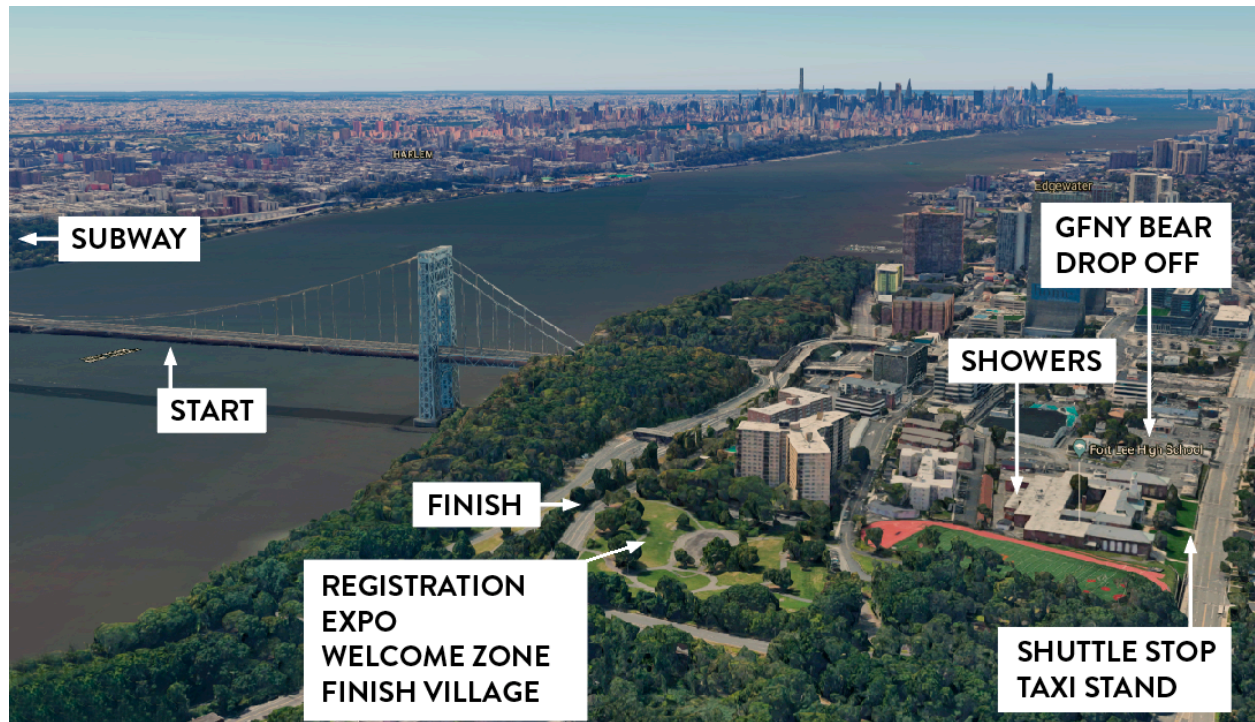 HARLEM
Edgewater
SUBWAY
GFNY BEAR
DROP OFF
START
SHOWERS
Fort Lee High School
FINISH
REGISTRATION
EXPO
WELCOME ZONE
FINISH VILLAGE
SHUTTLE STOP
TAXI STAND